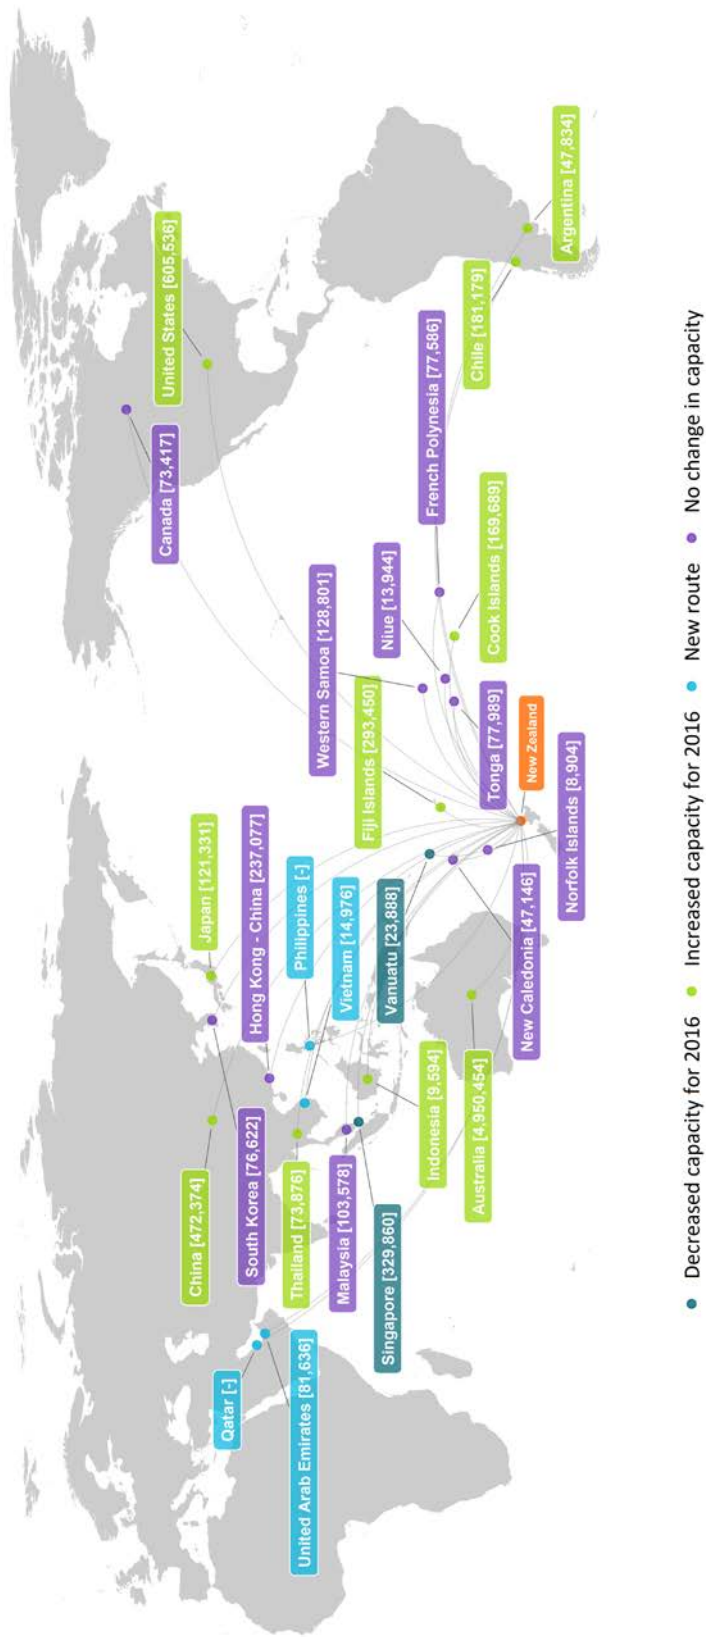 Canada [73,417]
United States [605,536]
Japan [121,331]
China [472,374]
South Korea [76,622]
Hong Kong - China [237,077]
Qatar [-]
United Arab Emirates [81,636]
Thailand [73,876]
Philippines [-]
Vietnam [14,976]
Malaysia [103,578]
Singapore [329,860]
Vanuatu [23,888]
Indonesia [9,594]
Australia [4,950,454]
Western Samoa [128,801]
Fiji Islands [293,450]
Niue [13,944]
French Polynesia [77,586]
Cook Islands [169,689]
Tonga [77,989]
Chile [181,179]
Argentina [47,834]
New Zealand
New Caledonia [47,146]
Norfolk Islands [8,904]
Decreased capacity for 2016
Increased capacity for 2016
New route
No change in capacity